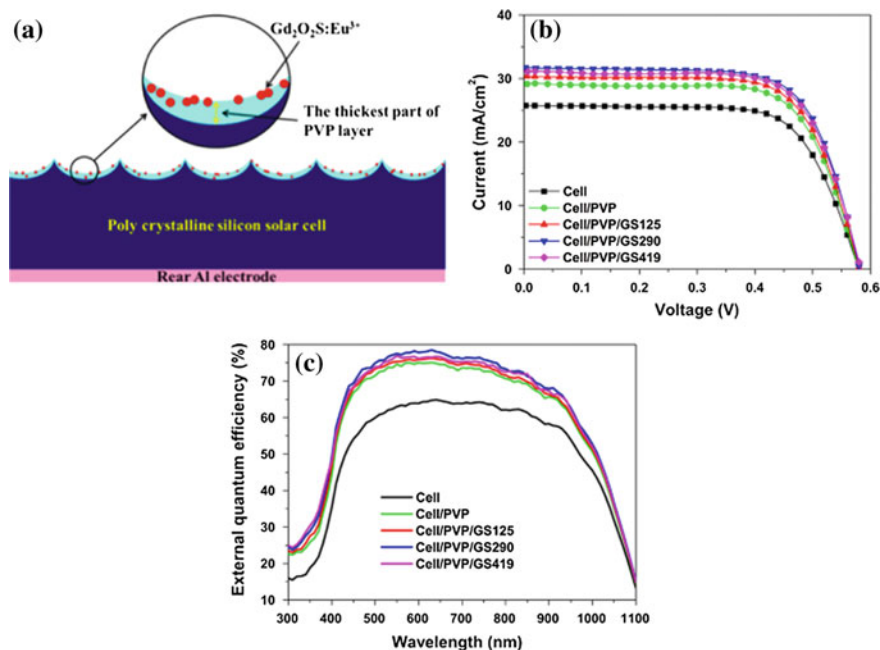 (a)
Gd₂O₂S:Eu³⁺
The thickest part of
PVP layer
Poly crystalline silicon solar cell
Rear Al electrode
(b)
Current (mA/cm²)
40
30
20
10
0
Cell
Cell/PVP
Cell/PVP/GS125
Cell/PVP/GS290
Cell/PVP/GS419
0.0 0.1 0.2 0.3 0.4 0.5 0.6
Voltage (V)
(c)
External quantum efficiency (%)
80
70
60
50
40
30
20
10
Cell
Cell/PVP
Cell/PVP/GS125
Cell/PVP/GS290
Cell/PVP/GS419
300 400 500 600 700 800 900 1000 1100
Wavelength (nm)